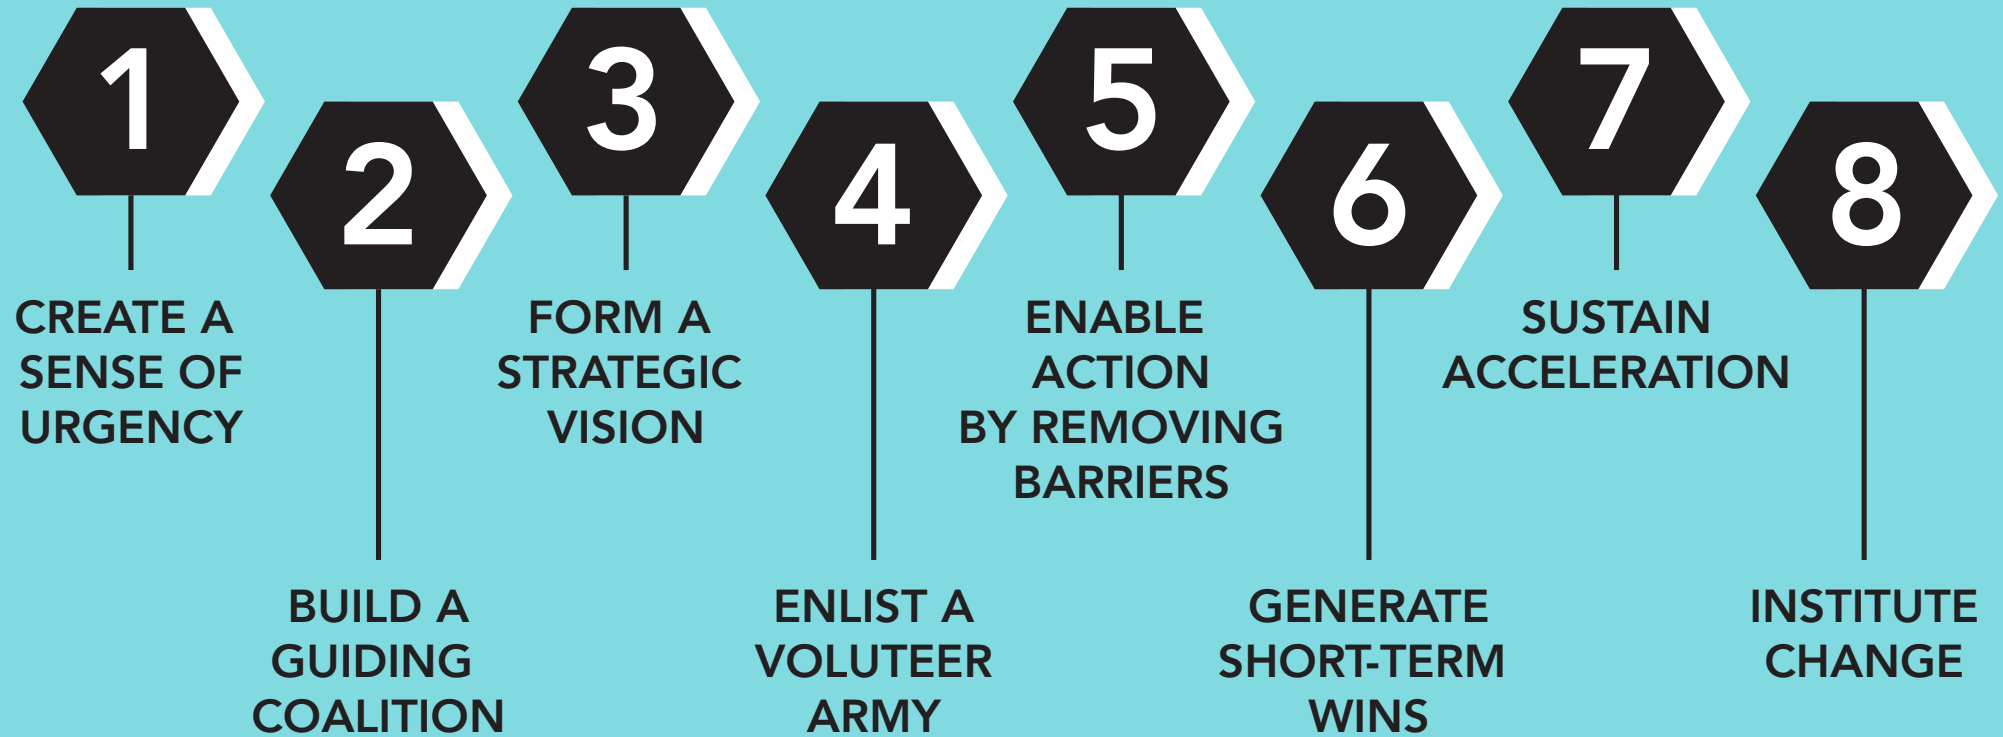 1
CREATE A
SENSE OF
URGENCY
2
BUILD A
GUIDING
COALITION
3
FORM A
STRATEGIC
VISION
4
ENLIST A
VOLUTEER
ARMY
5
ENABLE
ACTION
BY REMOVING
BARRIERS
6
GENERATE
SHORT-TERM
WINS
7
SUSTAIN
ACCELERATION
8
INSTITUTE
CHANGE